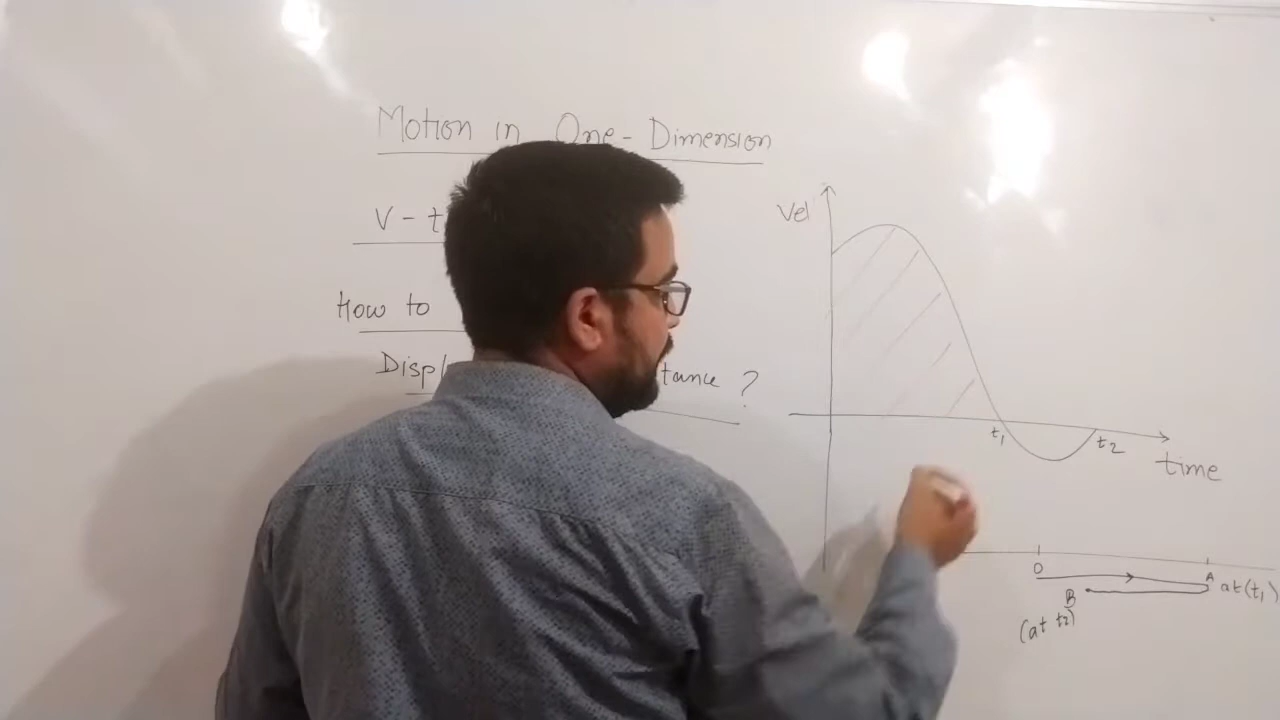 Motion in One-Dimension
V - t
How to
Displ tance ?
Vel
t1 t2
time
O A at (t1)
B
(at t2)